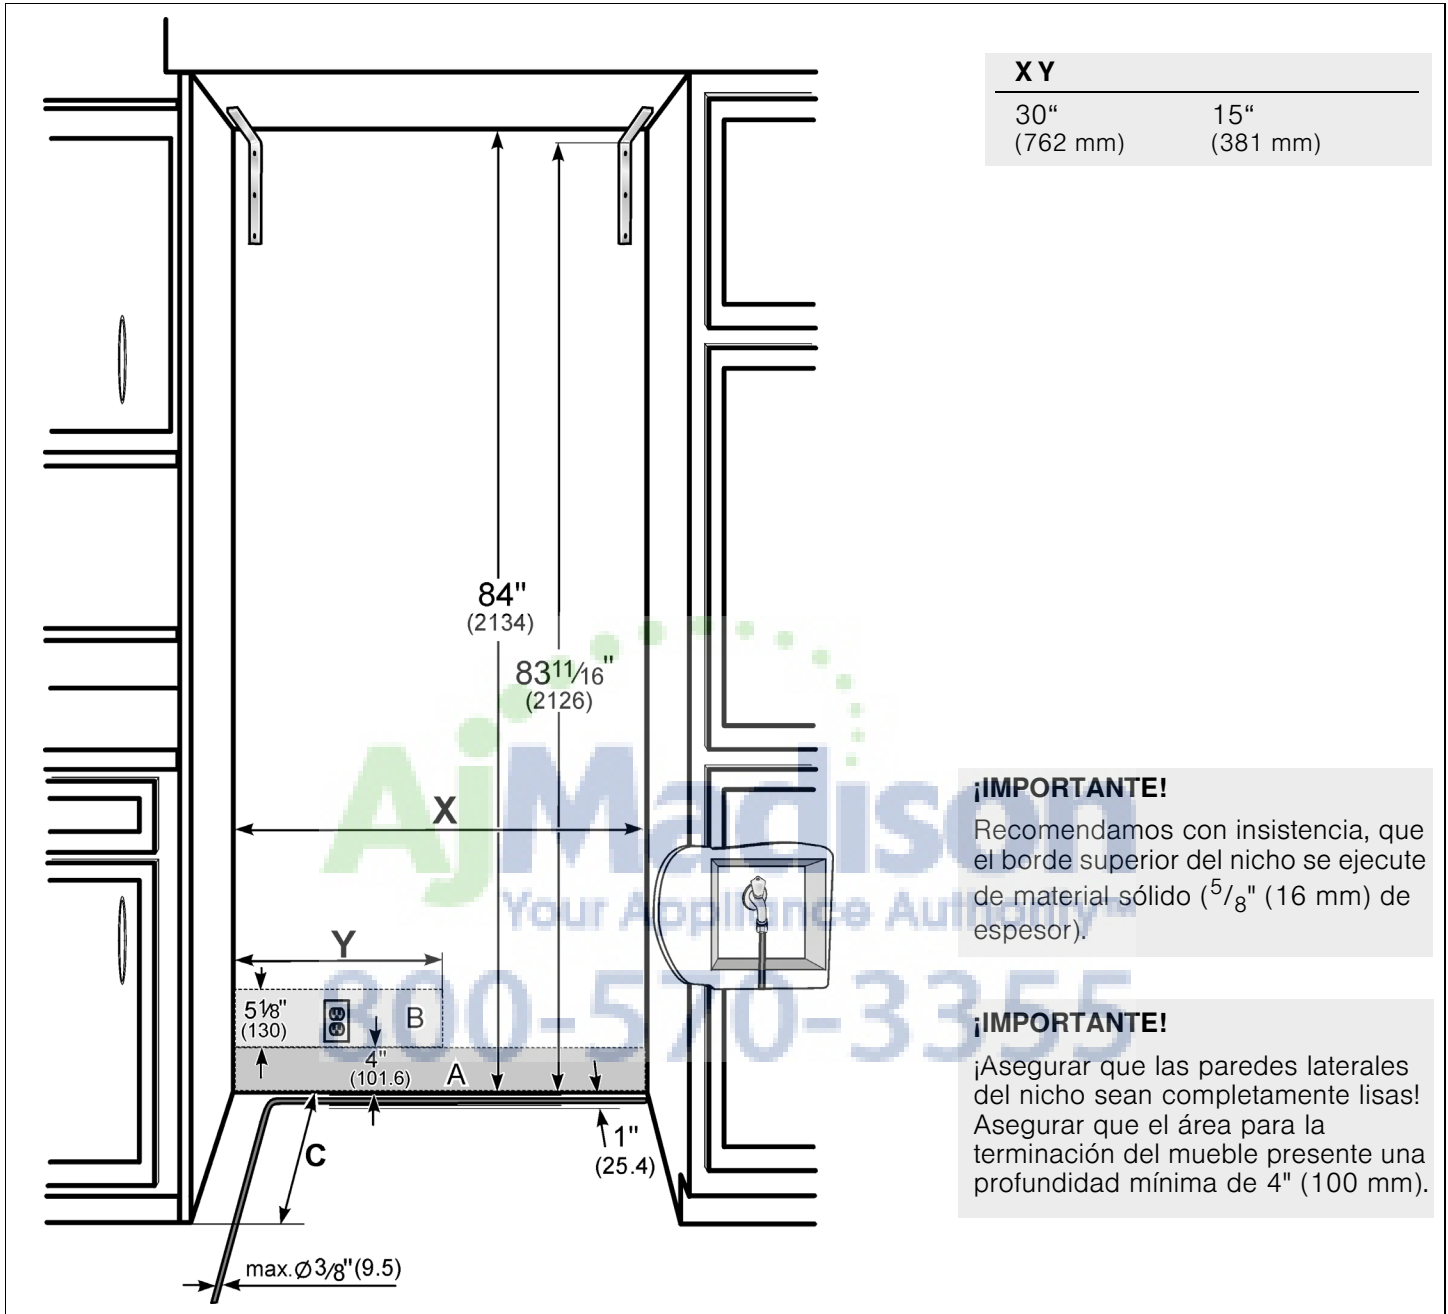 X Y
30“ 15“
(762 mm) (381 mm)
84"
(2134)
83 11/16"
(2126)
AjMadison
X
Your Appliance Authority™
Y
800-570-3355
5 1/8"
(130)
B
4"
(101.6)
A
C
1"
(25.4)
max. Ø 3/8" (9.5)
¡IMPORTANTE!
Recomendamos con insistencia, que
el borde superior del nicho se ejecute
de material sólido (5/8" (16 mm) de
espesor).
¡IMPORTANTE!
¡Asegurar que las paredes laterales
del nicho sean completamente lisas!
Asegurar que el área para la
terminación del mueble presente una
profundidad mínima de 4" (100 mm).